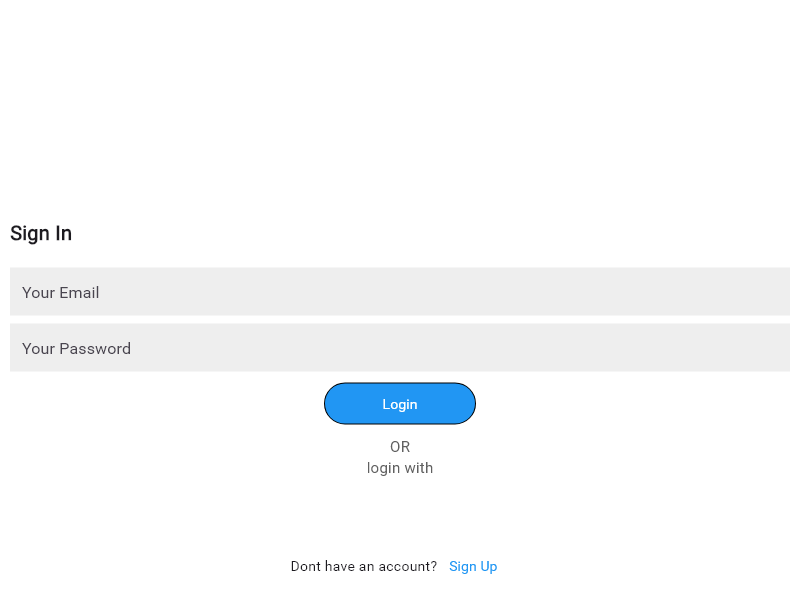 Sign In
Your Email
Your Password
Login
OR
login with
Dont have an account? Sign Up